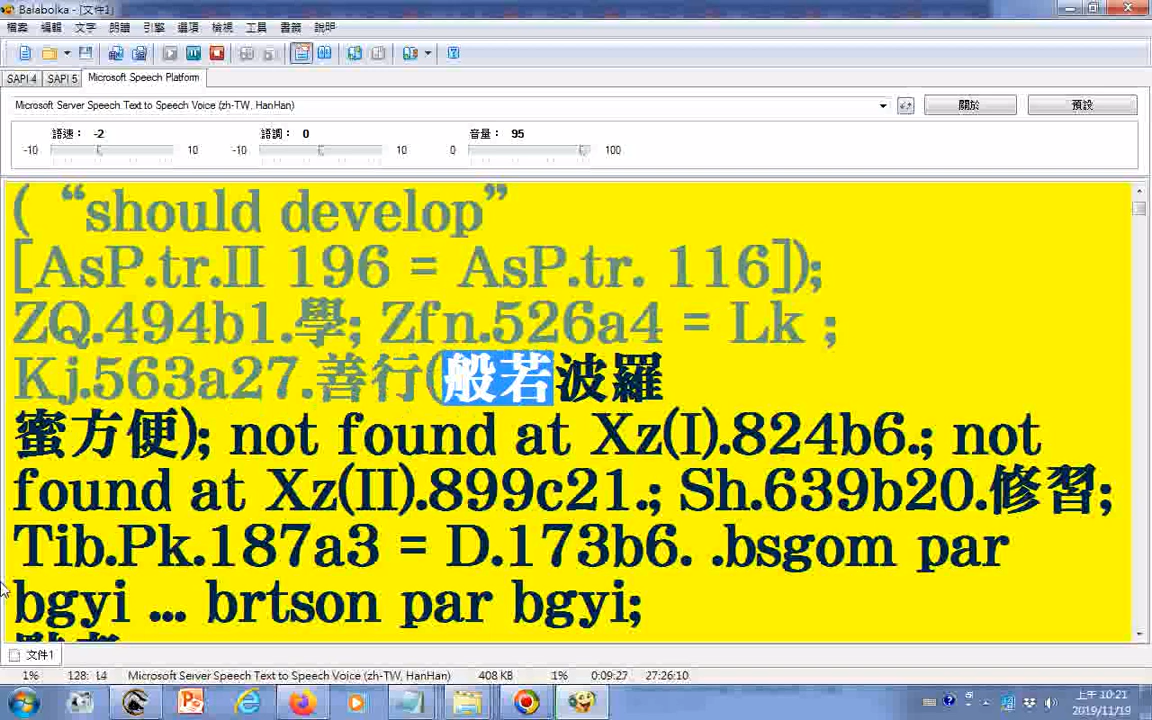 Balabolka - [文件1]
檔案 編輯 文字 朗讀 引擎 選項 檢視 工具 書籤 說明
SAPI 4 SAPI 5 Microsoft Speech Platform
Microsoft Server Speech Text to Speech Voice (zh-TW, HanHan) 關於 預設
語速： -2 語調： 0 音量： 95
-10 10 -10 10 0 100
( “should develop”
[AsP.tr.II 196 = AsP.tr. 116]);
ZQ.494b1.學; Zfn.526a4 = Lk ;
Kj.563a27.善行(般若波羅
蜜方便); not found at Xz(I).824b6.; not
found at Xz(II).899c21.; Sh.639b20.修習;
Tib.Pk.187a3 = D.173b6. .bsgom par
bgyi ... brtson par bgyi;
文件1
1% 128: 14 Microsoft Server Speech Text to Speech Voice (zh-TW, HanHan) 408 KB 1% 0:09:27 27:26:10
上午 10:21
2019/11/19